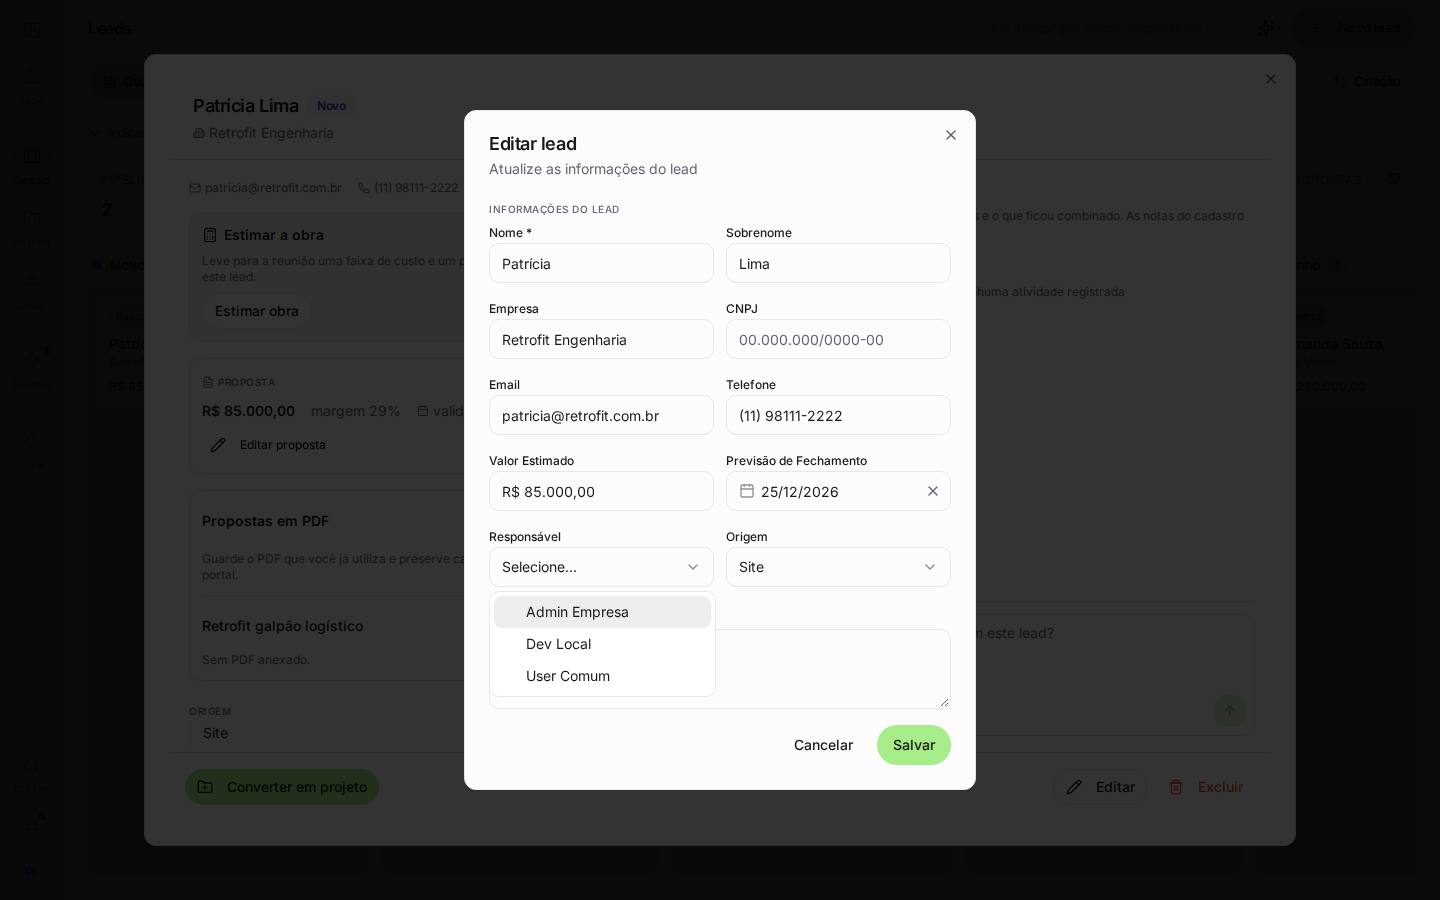 Leads
Novo lead
Criação
Patrícia Lima Novo
Retrofit Engenharia
patricia@retrofit.com.br (11) 98111-2222
Estimar a obra
Leve para a reunião uma faixa de custo e um p
este lead.
Estimar obra
PROPOSTA
R$ 85.000,00 margem 29% valid
Editar proposta
Propostas em PDF
Guarde o PDF que você já utiliza e preserve ca
portal.
Retrofit galpão logístico
Sem PDF anexado.
ORIGEM
Site
Converter em projeto
s e o que ficou combinado. As notas do cadastro
huma atividade registrada
m este lead?
Editar
Excluir
Editar lead
Atualize as informações do lead
INFORMAÇÕES DO LEAD
Nome * Sobrenome
Patrícia Lima
Empresa CNPJ
Retrofit Engenharia 00.000.000/0000-00
Email Telefone
patricia@retrofit.com.br (11) 98111-2222
Valor Estimado Previsão de Fechamento
R$ 85.000,00 25/12/2026
Responsável Origem
Selecione... Site
Admin Empresa
Dev Local
User Comum
Cancelar Salvar